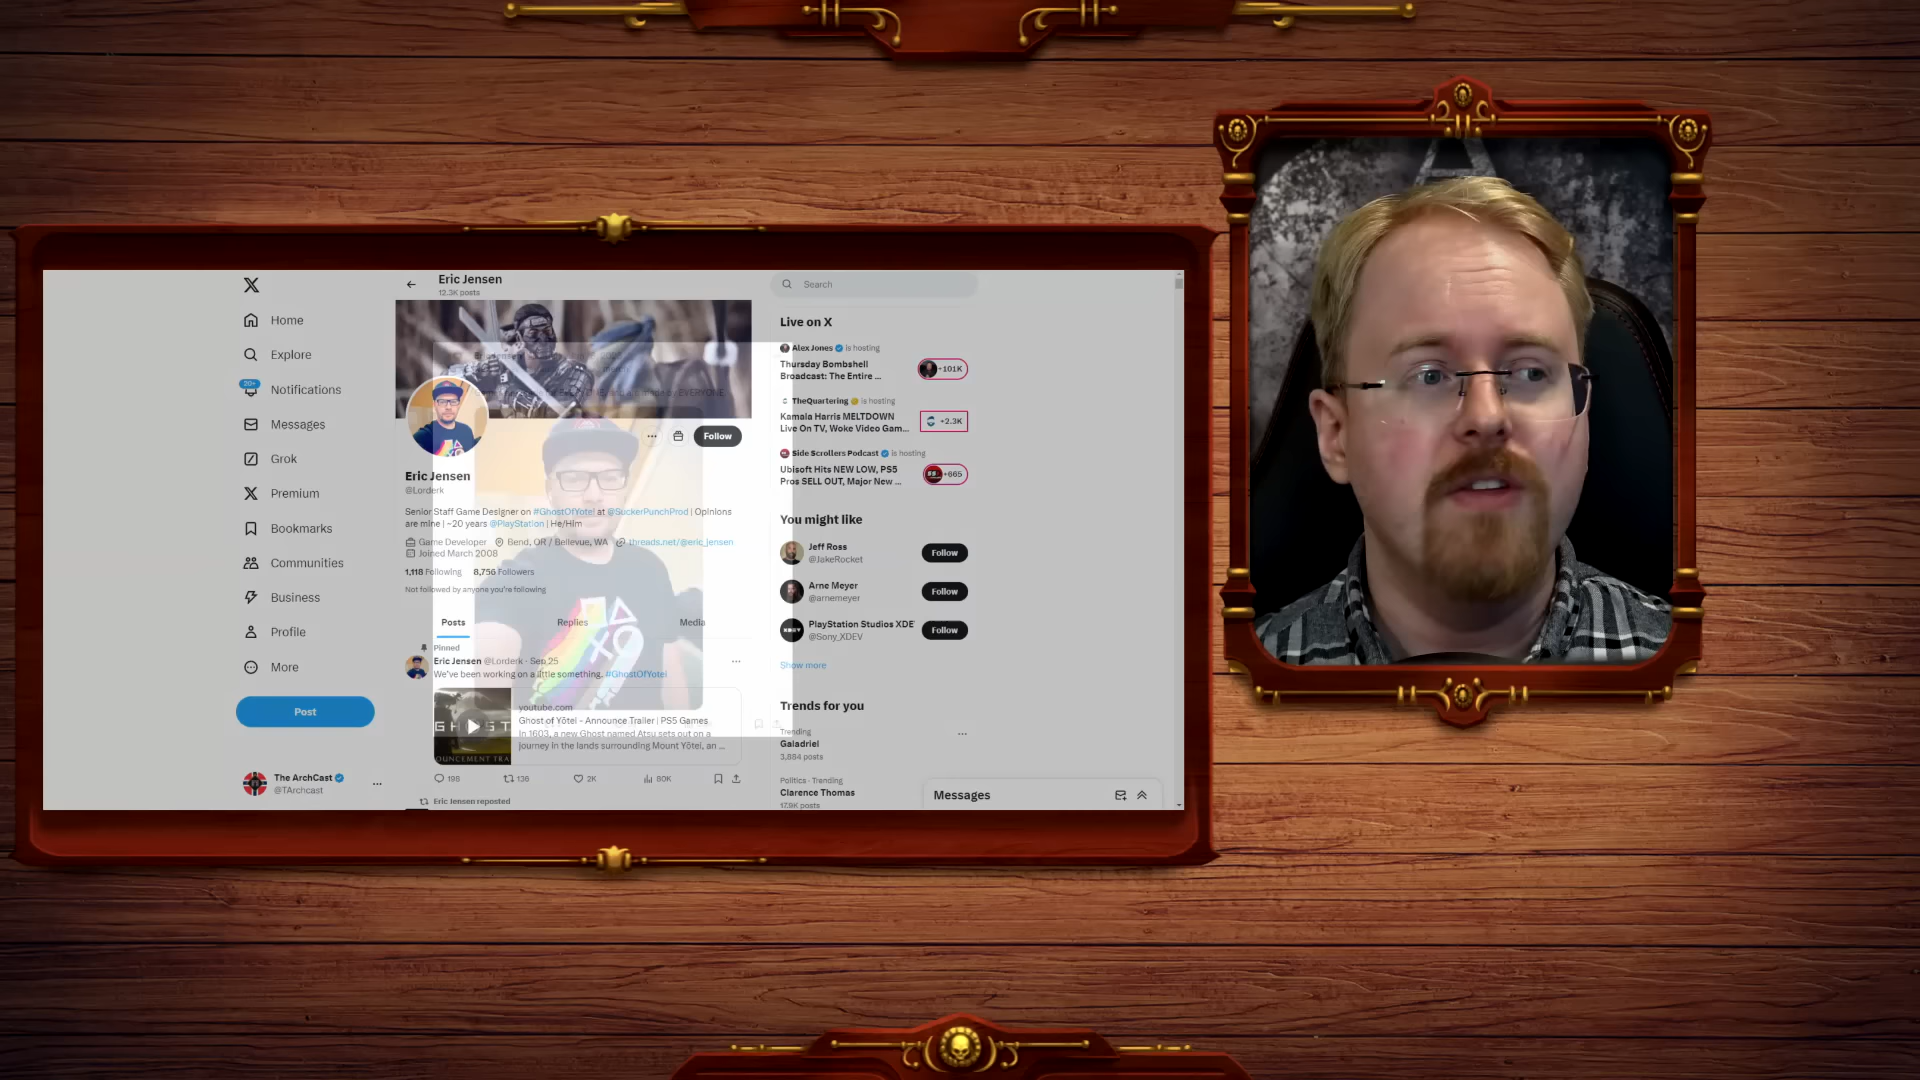 Eric Jensen
12.3K posts
Search
Home
Explore
20+
Notifications
Messages
Grok
Premium
Bookmarks
Communities
Business
Profile
More
Post
The ArchCast
@TArchcast
EVERYONE
Follow
Eric Jensen
@Lorderk
Senior Staff Game Designer on #GhostOfYotei at @SuckerPunchProd | Opinions
are mine | ~20 years @PlayStation | He/Him
Game Developer Bend, OR / Bellevue, WA threads.net/@eric_jensen
Joined March 2008
1,118 Following 8,756 Followers
Not followed by anyone you're following
Posts Replies Media
Pinned
Eric Jensen @Lorderk · Sep 25
We've been working on a little something. #GhostOfYotei
GHOST
OUNCEMENT TRA
youtube.com
Ghost of Yōtei - Announce Trailer | PS5 Games
In 1603, a new Ghost named Atsu sets out on a
journey in the lands surrounding Mount Yōtei, an ...
198 136 2K 80K
Eric Jensen reposted
Live on X
Alex Jones is hosting
Thursday Bombshell
Broadcast: The Entire ...
+101K
TheQuartering is hosting
Kamala Harris MELTDOWN
Live On TV, Woke Video Gam...
+2.3K
Side Scrollers Podcast is hosting
Ubisoft Hits NEW LOW, PS5
Pros SELL OUT, Major New ...
+665
You might like
Jeff Ross
@JakeRocket
Follow
Arne Meyer
@arnemeyer
Follow
PlayStation Studios XDE
@Sony_XDEV
Follow
Show more
Trends for you
Trending
Galadriel
3,884 posts
Politics · Trending
Clarence Thomas
17.9K posts
Messages